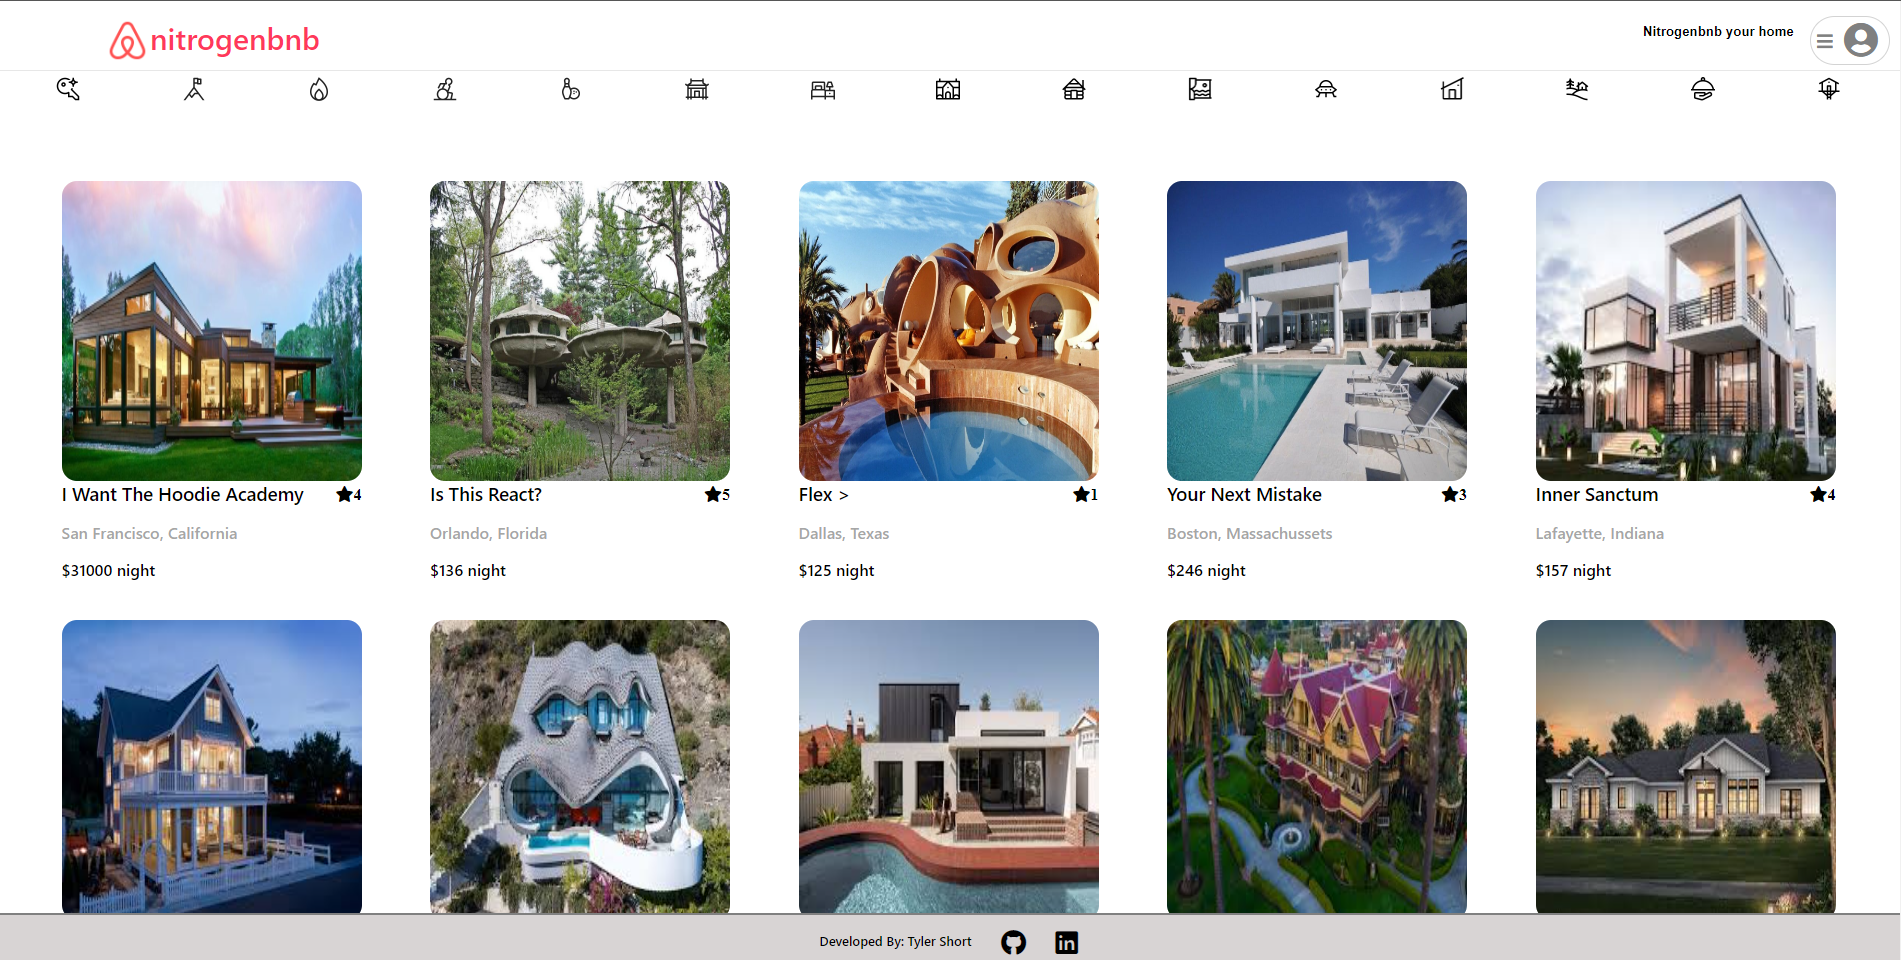 nitrogenbnb
Nitrogenbnb your home
I Want The Hoodie Academy
4
Is This React?
5
Flex >
1
Your Next Mistake
3
Inner Sanctum
4
San Francisco, California
Orlando, Florida
Dallas, Texas
Boston, Massachussets
Lafayette, Indiana
$31000 night
$136 night
$125 night
$246 night
$157 night
Developed By: Tyler Short
in